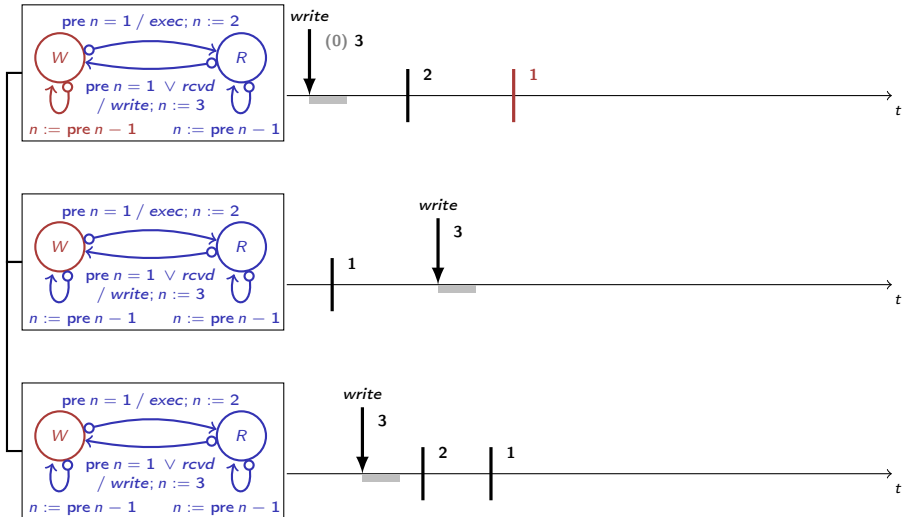 pre n = 1 / exec; n := 2
W
R
pre n = 1 ∨ rcvd
/ write; n := 3
n := pre n − 1
n := pre n − 1
write
(0) 3
2
1
t
pre n = 1 / exec; n := 2
W
R
pre n = 1 ∨ rcvd
/ write; n := 3
n := pre n − 1
n := pre n − 1
1
write
3
t
pre n = 1 / exec; n := 2
W
R
pre n = 1 ∨ rcvd
/ write; n := 3
n := pre n − 1
n := pre n − 1
write
3
2
1
t